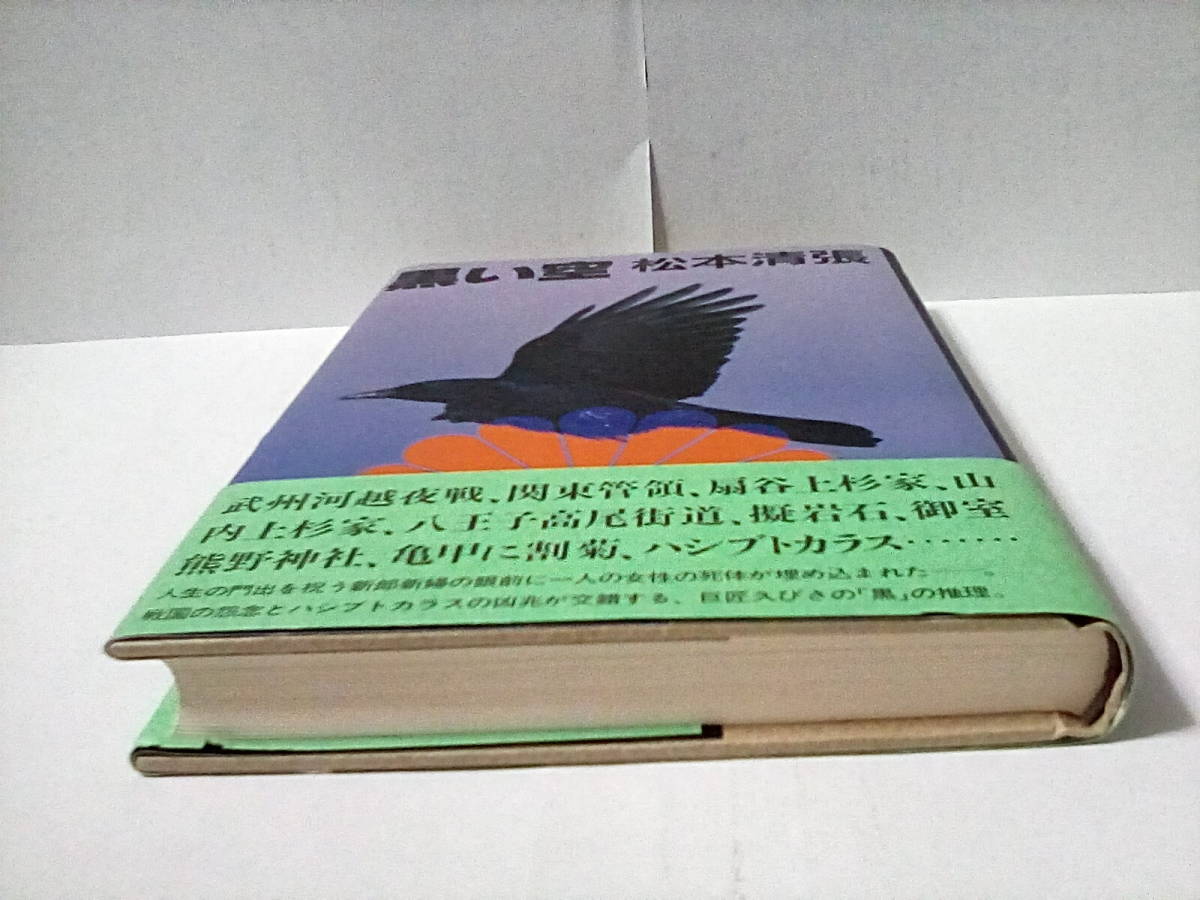 黒い空 松本清張
武州河越夜戦、関東管領、扇谷上杉家、山
内上杉家、八王子高尾街道、擬岩石、御室
熊野神社、亀甲に割菊、ハシブトカラス………
人生の門出を祝う新郎新婦の眼前に一人の女性の死体が埋め込まれた――。
戦国の怨念とハシブトカラスの凶兆が交錯する、巨匠久びさの「黒」の推理。